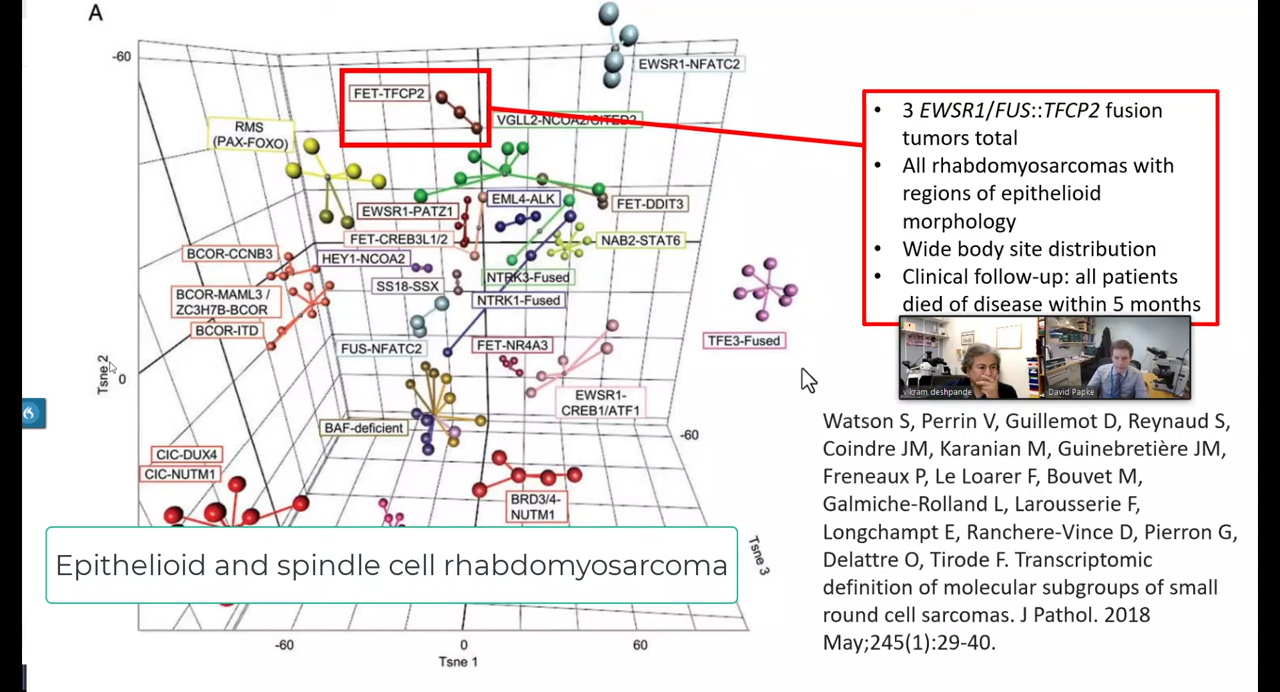 A
-60
EWSR1-NFATC2
FET-TFCP2
VGLL2-NCOA2/CITED2
RMS
(PAX-FOXO)
EML4-ALK
EWSR1-PATZ1
FET-DDIT3
FET-CREB3L1/2
NAB2-STAT6
BCOR-CCNB3
HEY1-NCOA2
NTRK3-Fused
SS18-SSX
BCOR-MAML3 /
ZC3H7B-BCOR
NTRK1-Fused
BCOR-ITD
TFE3-Fused
FUS-NFATC2
FET-NR4A3
Tsne 2
0
EWSR1-
CREB1/ATF1
BAF-deficient
-60
CIC-DUX4
CIC-NUTM1
BRD3/4-
NUTM1
Tsne 3
Epithelioid and spindle cell rhabdomyosarcoma
-60
0
60
Tsne 1
• 3 EWSR1/FUS::TFCP2 fusion
tumors total
• All rhabdomyosarcomas with
regions of epithelioid
morphology
• Wide body site distribution
• Clinical follow-up: all patients
died of disease within 5 months
vikram deshpande
David Papke
Watson S, Perrin V, Guillemot D, Reynaud S,
Coindre JM, Karanian M, Guinebretière JM,
Freneaux P, Le Loarer F, Bouvet M,
Galmiche-Rolland L, Larousserie F,
Longchampt E, Ranchere-Vince D, Pierron G,
Delattre O, Tirode F. Transcriptomic
definition of molecular subgroups of small
round cell sarcomas. J Pathol. 2018
May;245(1):29-40.